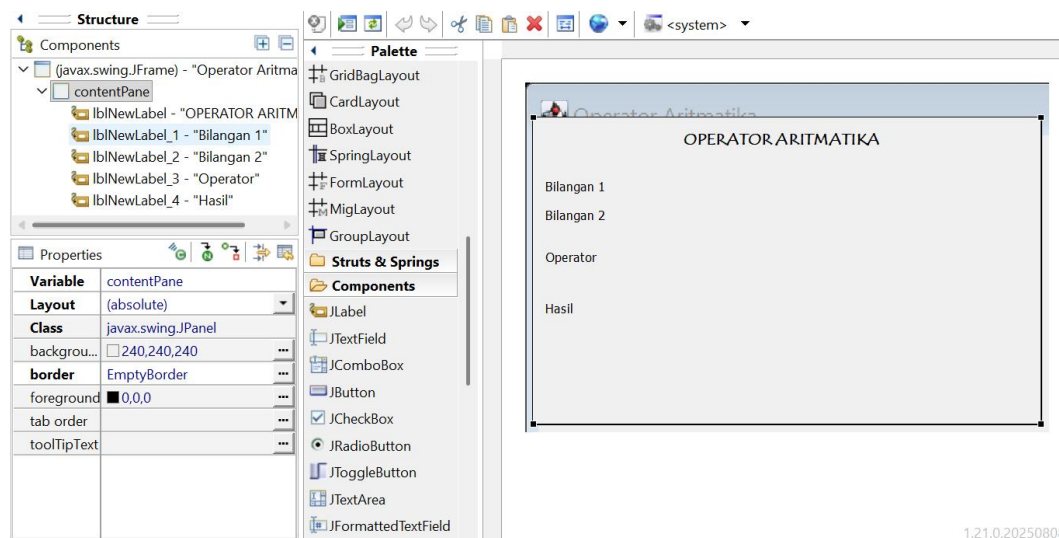 Structure
Components
(javax.swing.JFrame) - "Operator Aritma
contentPane
lblNewLabel - "OPERATOR ARITM
lblNewLabel_1 - "Bilangan 1"
lblNewLabel_2 - "Bilangan 2"
lblNewLabel_3 - "Operator"
lblNewLabel_4 - "Hasil"
Properties
Variable contentPane
Layout (absolute)
Class javax.swing.JPanel
backgrou... 240,240,240
border EmptyBorder
foreground 0,0,0
tab order
toolTipText
<system>
Palette
GridBagLayout
CardLayout
BoxLayout
SpringLayout
FormLayout
MigLayout
GroupLayout
Struts & Springs
Components
JLabel
JTextField
JComboBox
JButton
JCheckBox
JRadioButton
JToggleButton
JTextArea
JFormattedTextField
Operator Aritmatika
OPERATOR ARITMATIKA
Bilangan 1
Bilangan 2
Operator
Hasil
1.21.0.2025080